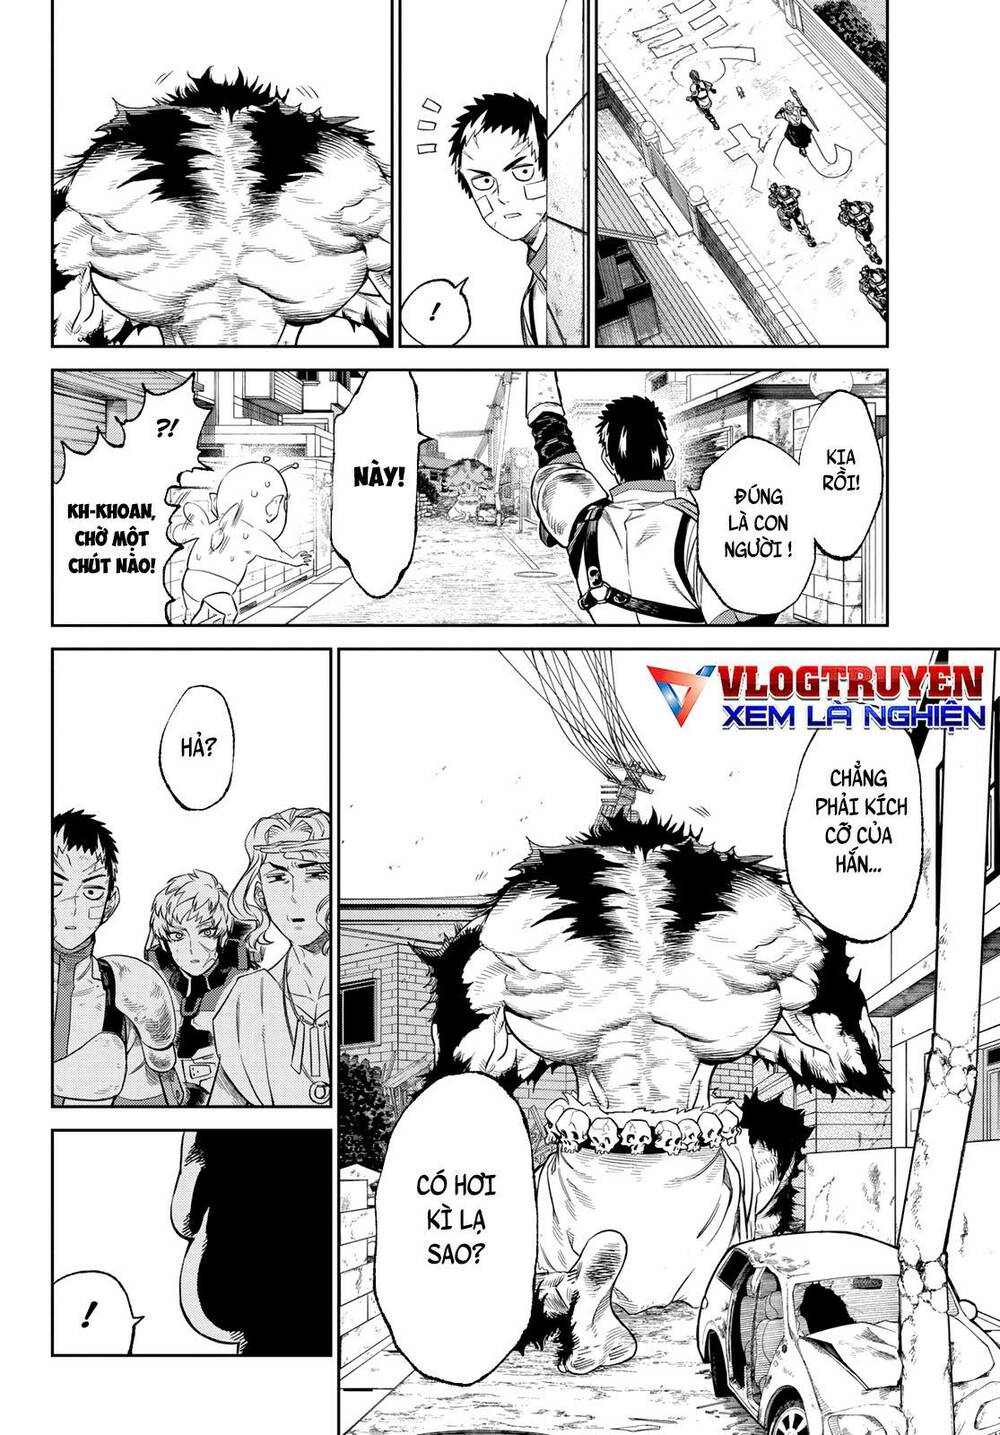 !
KIA
RỒI!
ĐÚNG
LÀ CON
NGƯỜI !
NÀY!
?!
KH-KHOAN,
CHỜ MỘT
CHÚT NÀO!
VLOGTRUYEN
XEM LÀ NGHIỆN
CHẲNG
PHẢI KÍCH
CỠ CỦA
HẮN...
CÓ HƠI
KÌ LẠ
SAO?
HẢ?
!